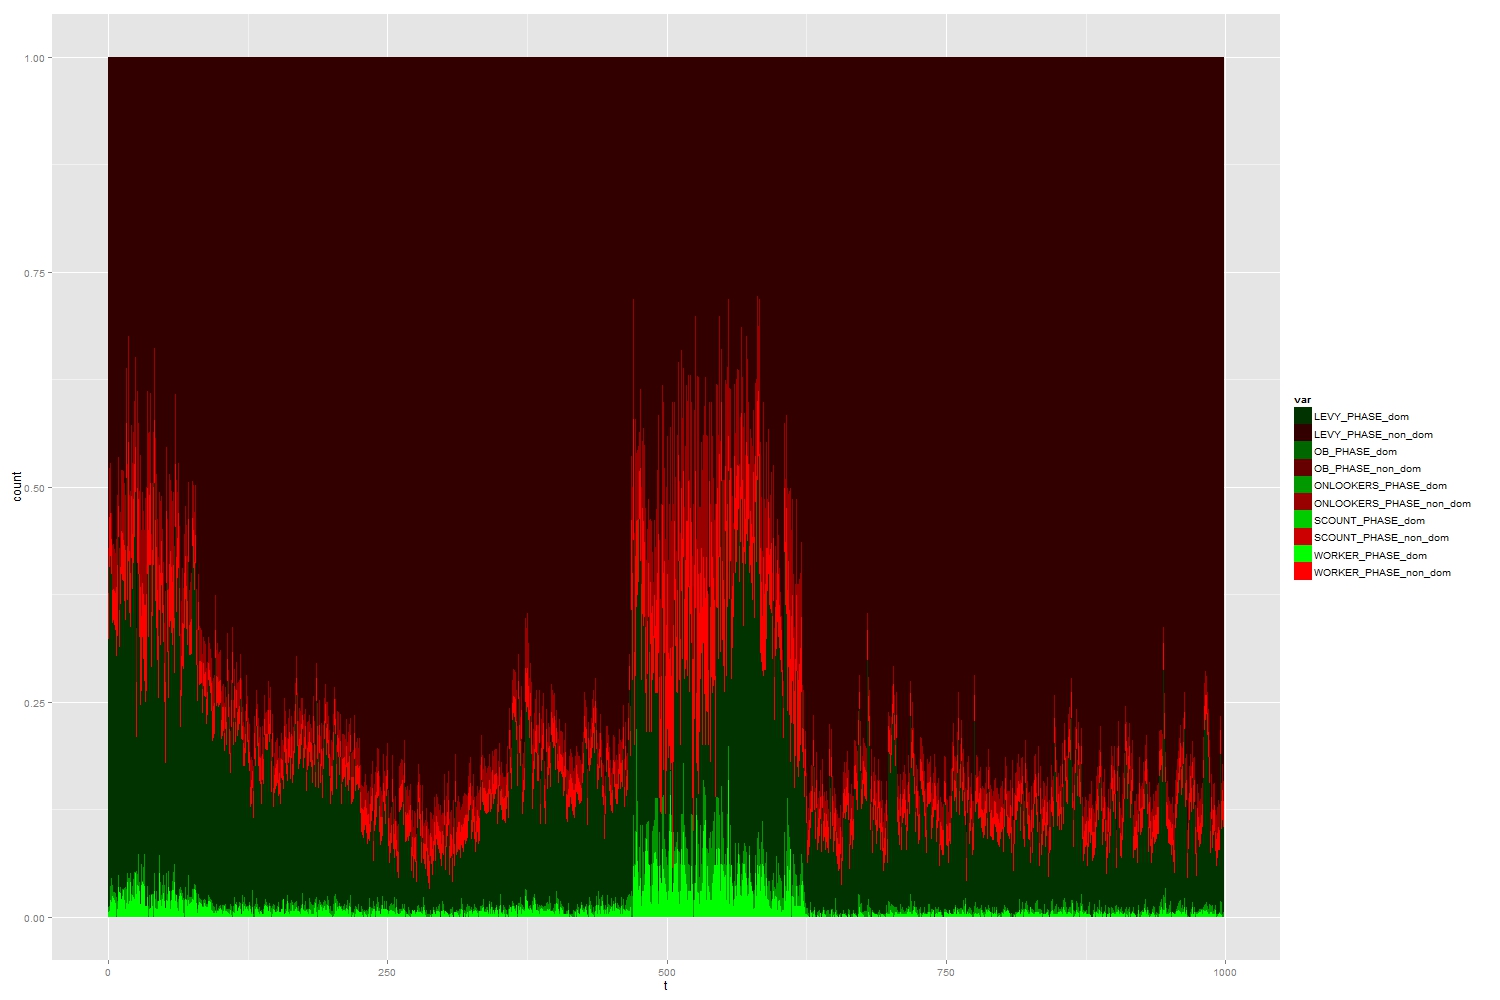 1.00
0.75
0.50
0.25
0.00
count
0
250
500
750
1000
t
var
LEVY_PHASE_dom
LEVY_PHASE_non_dom
OB_PHASE_dom
OB_PHASE_non_dom
ONLOOKERS_PHASE_dom
ONLOOKERS_PHASE_non_dom
SCOUNT_PHASE_dom
SCOUNT_PHASE_non_dom
WORKER_PHASE_dom
WORKER_PHASE_non_dom